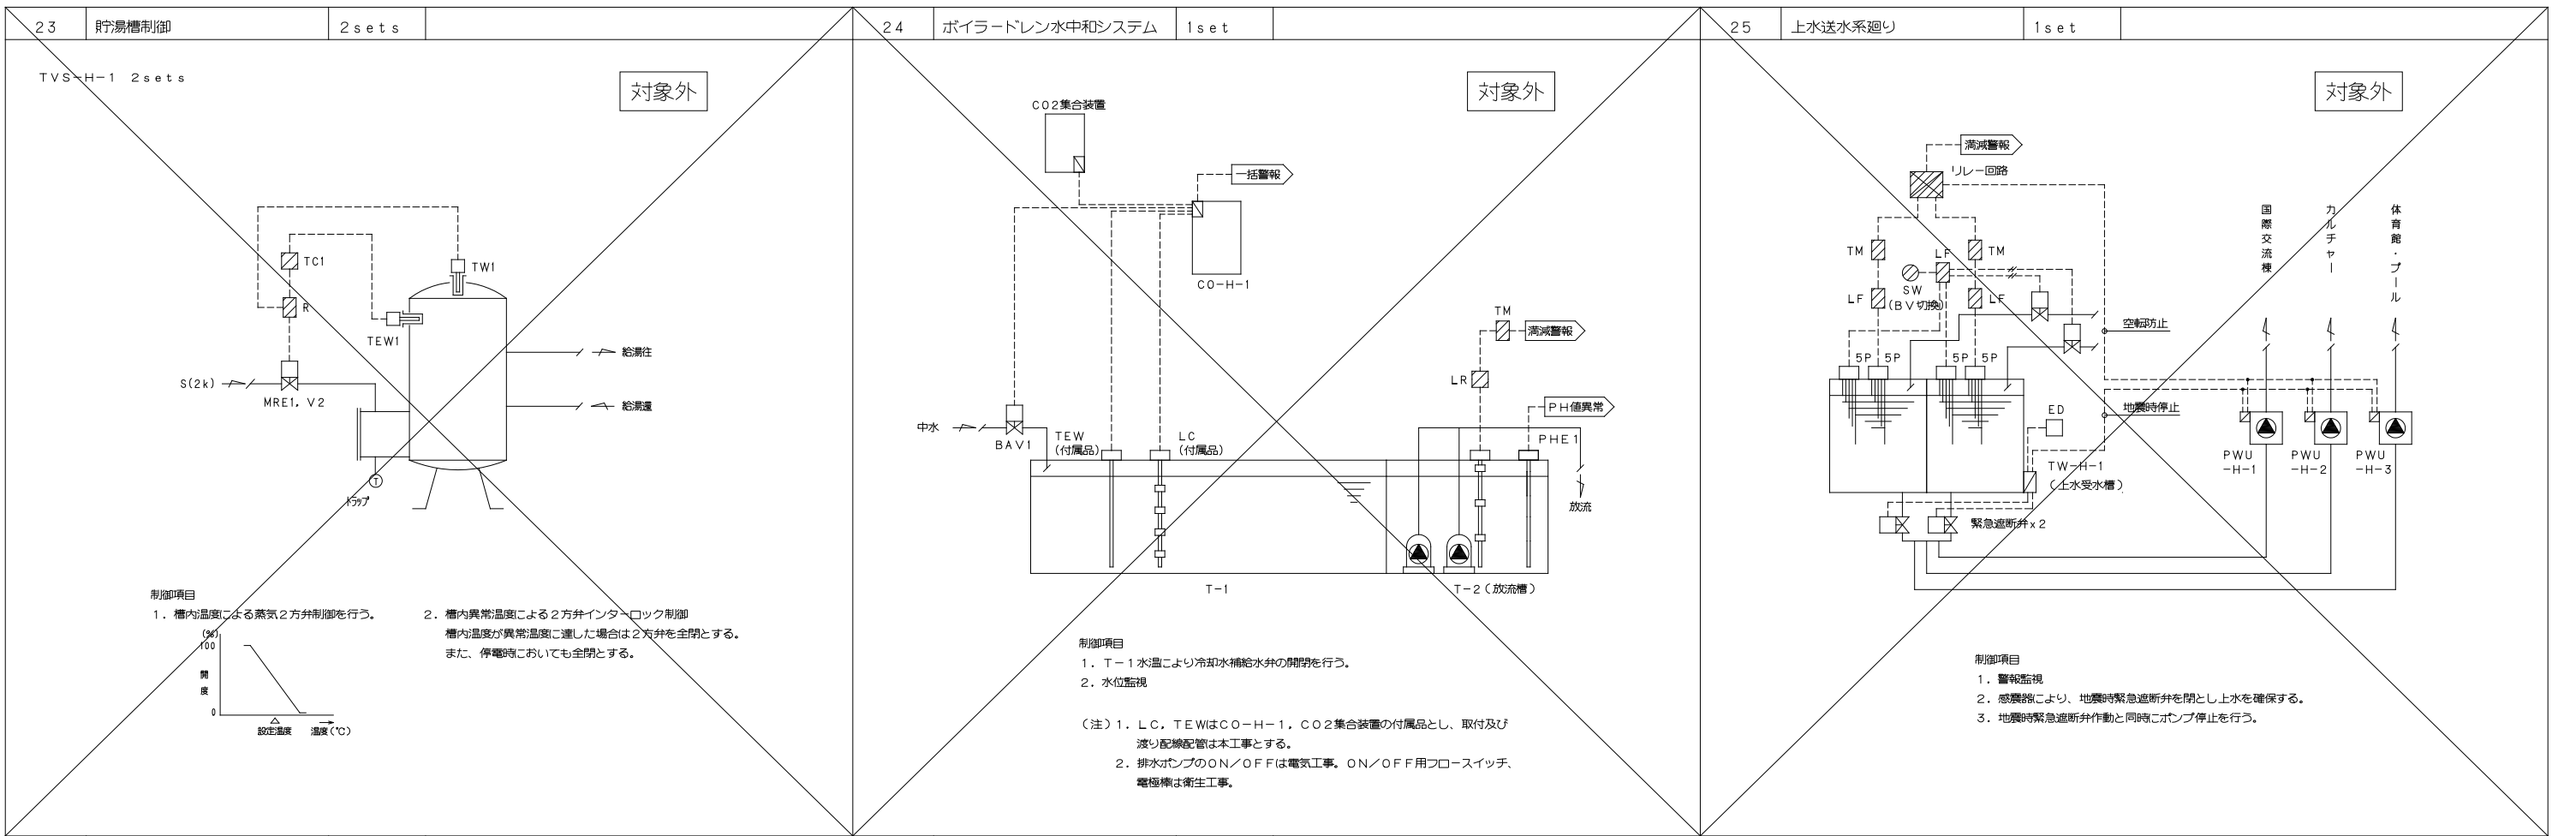 23 貯湯槽制御 2sets
TVS-H-1 2sets
対象外
TW1
TC1
R
TEW1
給湯往
S(2k)
MRE1, V2
給湯還
T
トラップ
制御項目
1. 槽内温度による蒸気2方弁制御を行う。
(%)
100
開度
0
設定温度 温度(℃)
2. 槽内異常温度による2方弁インターロック制御
槽内温度が異常温度に達した場合は2方弁を全閉とする。
また、停電時においても全閉とする。
24 ボイラードレン水中和システム 1set
対象外
CO2集合装置
一括警報
CO-H-1
TM
満減警報
LR
PH値異常
中水
BAV1
TEW
(付属品)
LC
(付属品)
PHE1
放流
T-1
T-2(放流槽)
制御項目
1. T-1水温により冷却水補給水弁の開閉を行う。
2. 水位監視
(注)1. LC, TEWはCO-H-1, CO2集合装置の付属品とし、取付及び
渡り配線配管は本工事とする。
2. 排水ポンプのON/OFFは電気工事。ON/OFF用フロースイッチ、
電極棒は衛生工事。
25 上水送水系廻り 1set
対象外
満減警報
リレー回路
国際交流棟
カルチャー
体育館・プール
TM
LF
TM
SW
(BV切換)
LF
LF
空転防止
5P
5P
5P
5P
地震時停止
ED
PWU
-H-1
PWU
-H-2
PWU
-H-3
TW-H-1
(上水受水槽)
緊急遮断弁x2
制御項目
1. 警報監視
2. 感震器により、地震時緊急遮断弁を閉とし上水を確保する。
3. 地震時緊急遮断弁作動と同時にポンプ停止を行う。